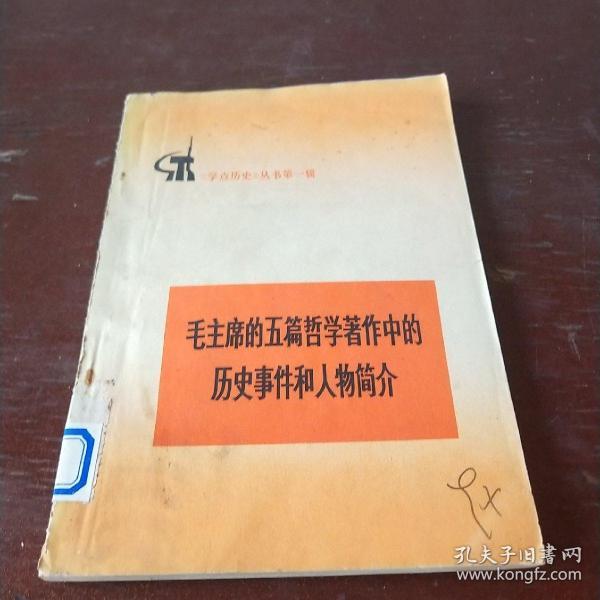 《学点历史》丛书第一辑
毛主席的五篇哲学著作中的
历史事件和人物简介
孔夫子旧书网
www.kongfz.com